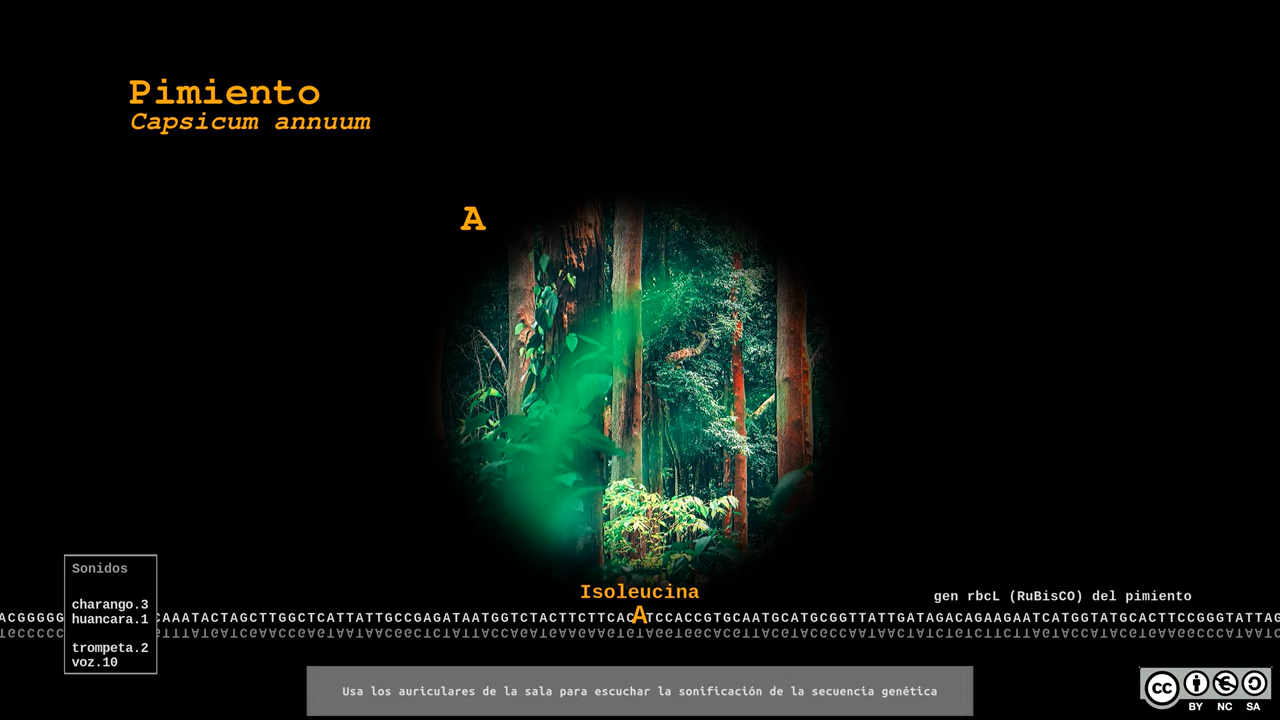 Pimiento
Capsicum annuum
A
Sonidos
charango.3
huancara.1
trompeta.2
voz.10
Isoleucina
gen rbcL (RuBisCO) del pimiento
ACGGGGG CAAATACTAGCTTGGCTCATTATTGCCGAGATAATGGTCTACTTCTTCACATCCACCGTGCAATGCATGCGGTTATTGATAGACAGAAGAATCATGGTATGCACTTCCGGGTATTAG
Usa los auriculares de la sala para escuchar la sonificación de la secuencia genética
cc
BY NC SA